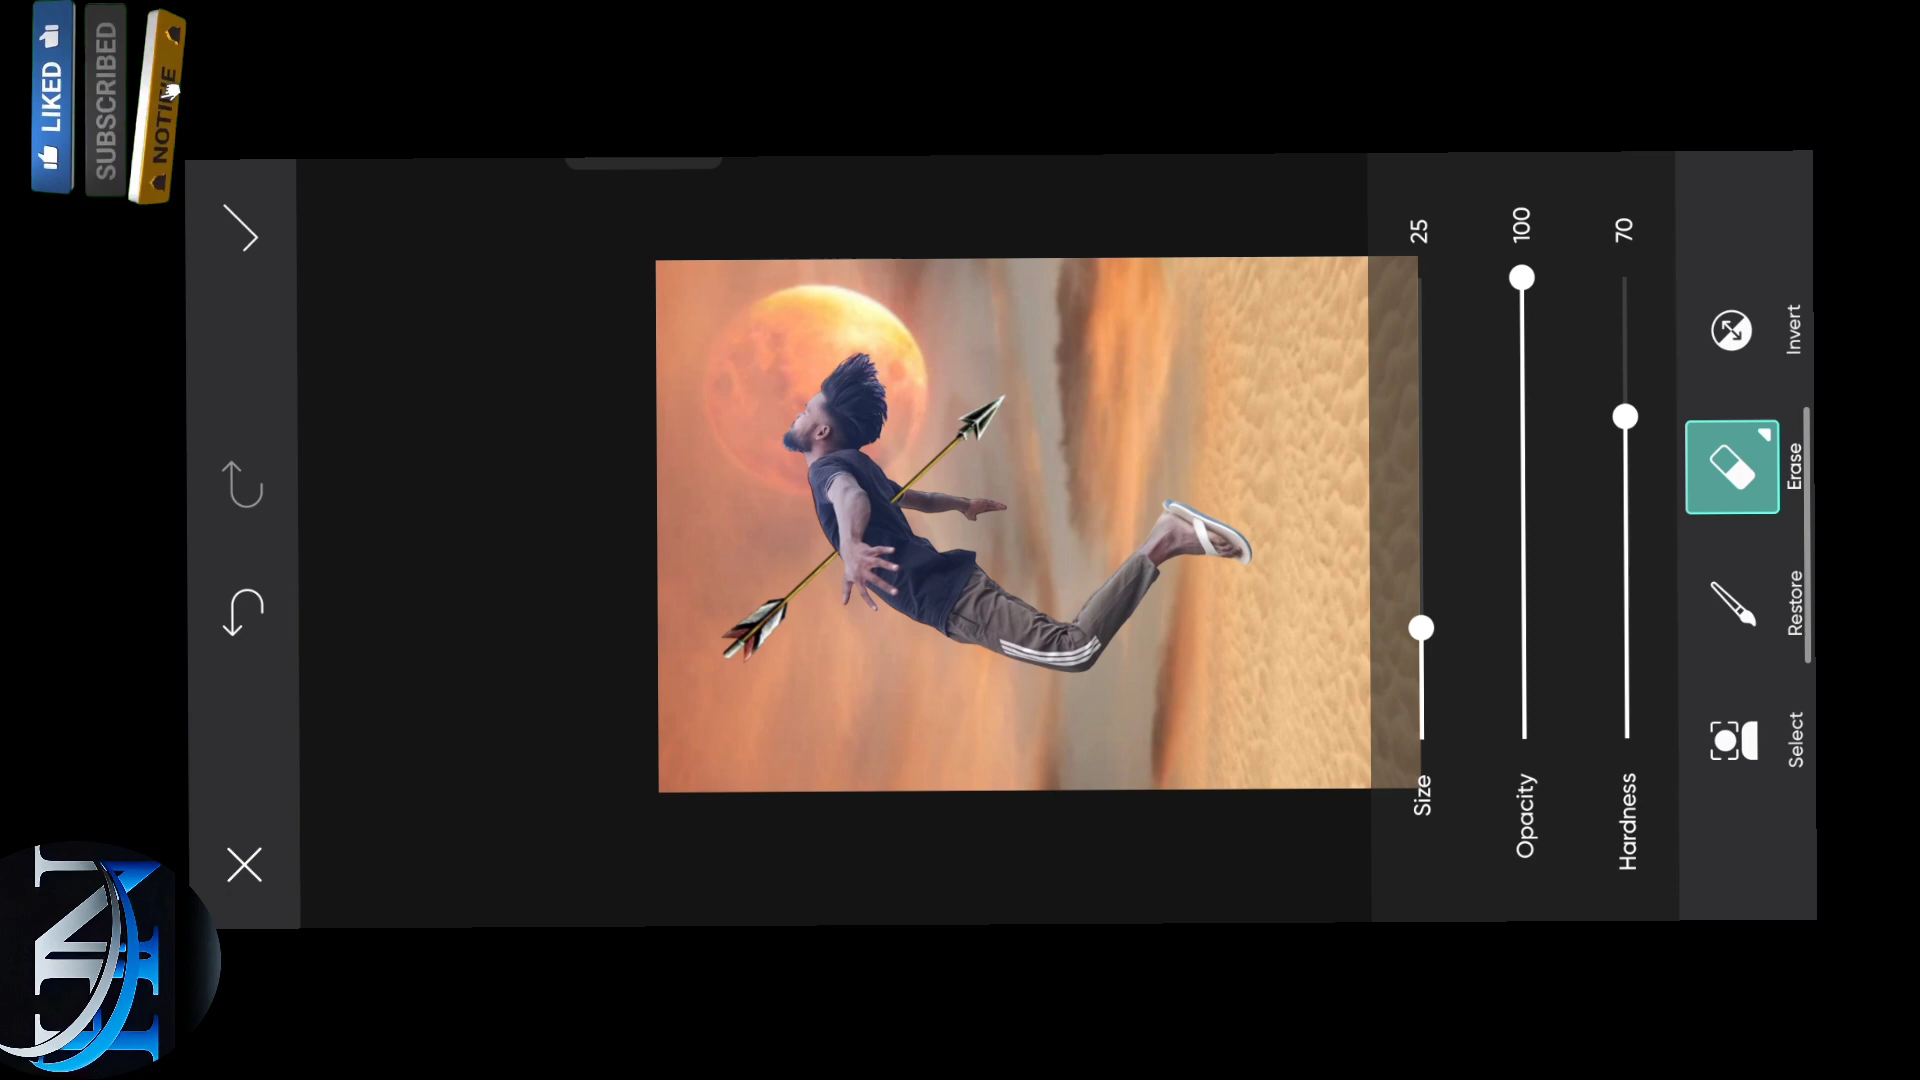 LIKED
SUBSCRIBED
25
100
70
Size
Opacity
Hardness
Select
Restore
Erase
Invert